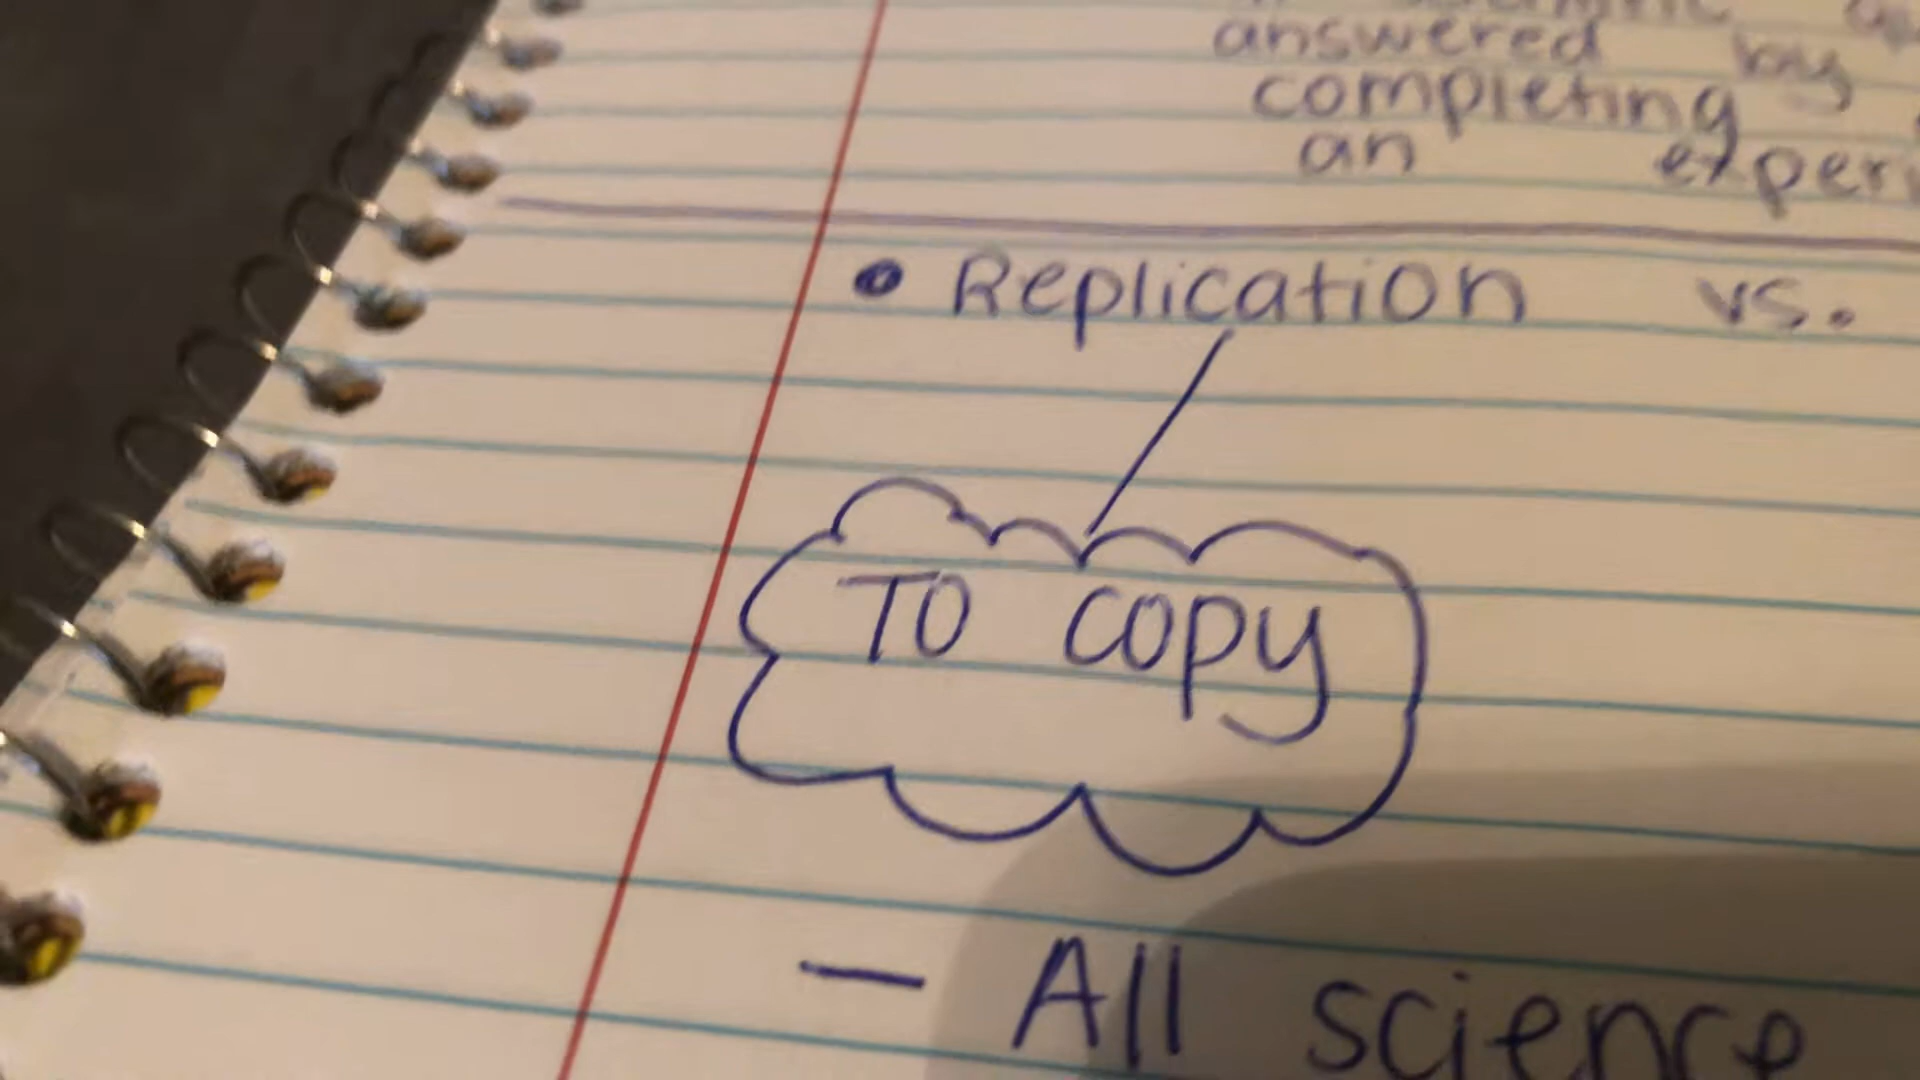 answered by
completing
an
• Replication vs.
TO copy
— All science